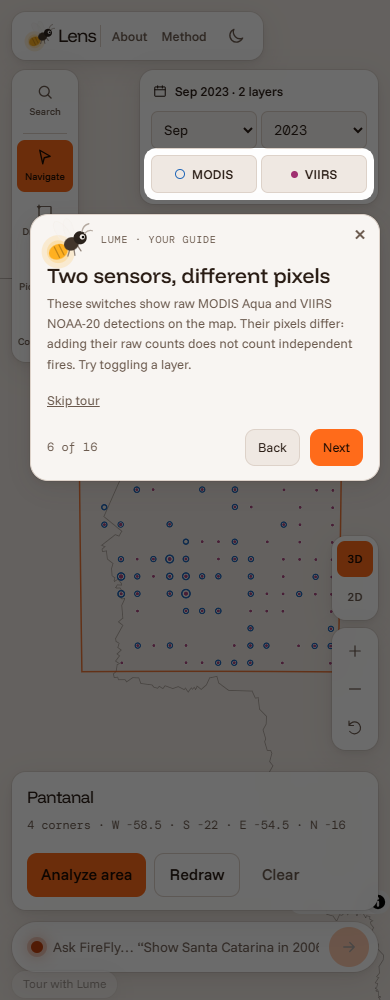 Lens
About
Method
Search
Navigate
Sep 2023 · 2 layers
Sep
2023
MODIS
VIIRS
LUME · YOUR GUIDE
×
Two sensors, different pixels
These switches show raw MODIS Aqua and VIIRS
NOAA-20 detections on the map. Their pixels differ:
adding their raw counts does not count independent
fires. Try toggling a layer.
Skip tour
6 of 16
Back
Next
3D
2D
Pantanal
4 corners · W -58.5 · S -22 · E -54.5 · N -16
Analyze area
Redraw
Clear
Ask FireFly... "Show Santa Catarina in 2006
Tour with Lume